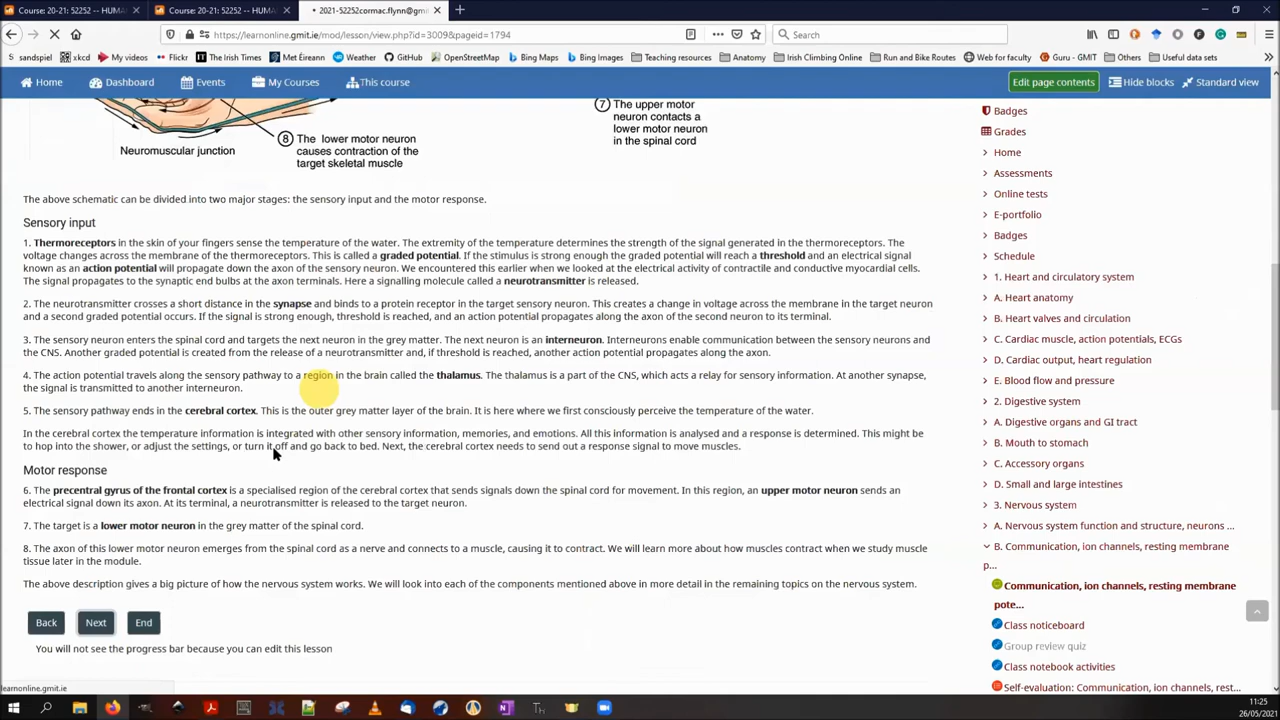 Course: 20-21: 52252 -- HUMA
Course: 20-21: 52252 -- HUMA
2021-52252cormac.flynn@gm
https://learnonline.gmit.ie/mod/lesson/view.php?id=3009&pageid=1794
Search
sandspiel xkcd My videos Flickr The Irish Times Met Éireann Weather GitHub OpenStreetMap Bing Maps Bing Images Teaching resources Anatomy Irish Climbing Online Run and Bike Routes Web for faculty Guru - GMIT Others Useful data sets
Home Dashboard Events My Courses This course Edit page contents Hide blocks Standard view
7 The upper motor
neuron contacts a
lower motor neuron
in the spinal cord
8 The lower motor neuron
causes contraction of the
target skeletal muscle
Neuromuscular junction
The above schematic can be divided into two major stages: the sensory input and the motor response.
Sensory input
1. Thermoreceptors in the skin of your fingers sense the temperature of the water. The extremity of the temperature determines the strength of the signal generated in the thermoreceptors. The
voltage changes across the membrane of the thermoreceptors. This is called a graded potential. If the stimulus is strong enough the graded potential will reach a threshold and an electrical signal
known as an action potential will propagate down the axon of the sensory neuron. We encountered this earlier when we looked at the electrical activity of contractile and conductive myocardial cells.
The signal propagates to the synaptic end bulbs at the axon terminals. Here a signalling molecule called a neurotransmitter is released.
2. The neurotransmitter crosses a short distance in the synapse and binds to a protein receptor in the target sensory neuron. This creates a change in voltage across the membrane in the target neuron
and a second graded potential occurs. If the signal is strong enough, threshold is reached, and an action potential propagates along the axon of the second neuron to its terminal.
3. The sensory neuron enters the spinal cord and targets the next neuron in the grey matter. The next neuron is an interneuron. Interneurons enable communication between the sensory neurons and
the CNS. Another graded potential is created from the release of a neurotransmitter and, if threshold is reached, another action potential propagates along the axon.
4. The action potential travels along the sensory pathway to a region in the brain called the thalamus. The thalamus is a part of the CNS, which acts a relay for sensory information. At another synapse,
the signal is transmitted to another interneuron.
5. The sensory pathway ends in the cerebral cortex. This is the outer grey matter layer of the brain. It is here where we first consciously perceive the temperature of the water.
In the cerebral cortex the temperature information is integrated with other sensory information, memories, and emotions. All this information is analysed and a response is determined. This might be
to hop into the shower, or adjust the settings, or turn it off and go back to bed. Next, the cerebral cortex needs to send out a response signal to move muscles.
Motor response
6. The precentral gyrus of the frontal cortex is a specialised region of the cerebral cortex that sends signals down the spinal cord for movement. In this region, an upper motor neuron sends an
electrical signal down its axon. At its terminal, a neurotransmitter is released to the target neuron.
7. The target is a lower motor neuron in the grey matter of the spinal cord.
8. The axon of this lower motor neuron emerges from the spinal cord as a nerve and connects to a muscle, causing it to contract. We will learn more about how muscles contract when we study muscle
tissue later in the module.
The above description gives a big picture of how the nervous system works. We will look into each of the components mentioned above in more detail in the remaining topics on the nervous system.
Back Next End
You will not see the progress bar because you can edit this lesson
Badges
Grades
Home
Assessments
Online tests
E-portfolio
Badges
Schedule
1. Heart and circulatory system
A. Heart anatomy
B. Heart valves and circulation
C. Cardiac muscle, action potentials, ECGs
D. Cardiac output, heart regulation
E. Blood flow and pressure
2. Digestive system
A. Digestive organs and GI tract
B. Mouth to stomach
C. Accessory organs
D. Small and large intestines
3. Nervous system
A. Nervous system function and structure, neurons ...
B. Communication, ion channels, resting membrane
p...
Communication, ion channels, resting membrane
pote...
Class noticeboard
Group review quiz
Class notebook activities
Self-evaluation: Communication, ion channels, rest...
learnonline.gmit.ie
11:25
26/05/2021